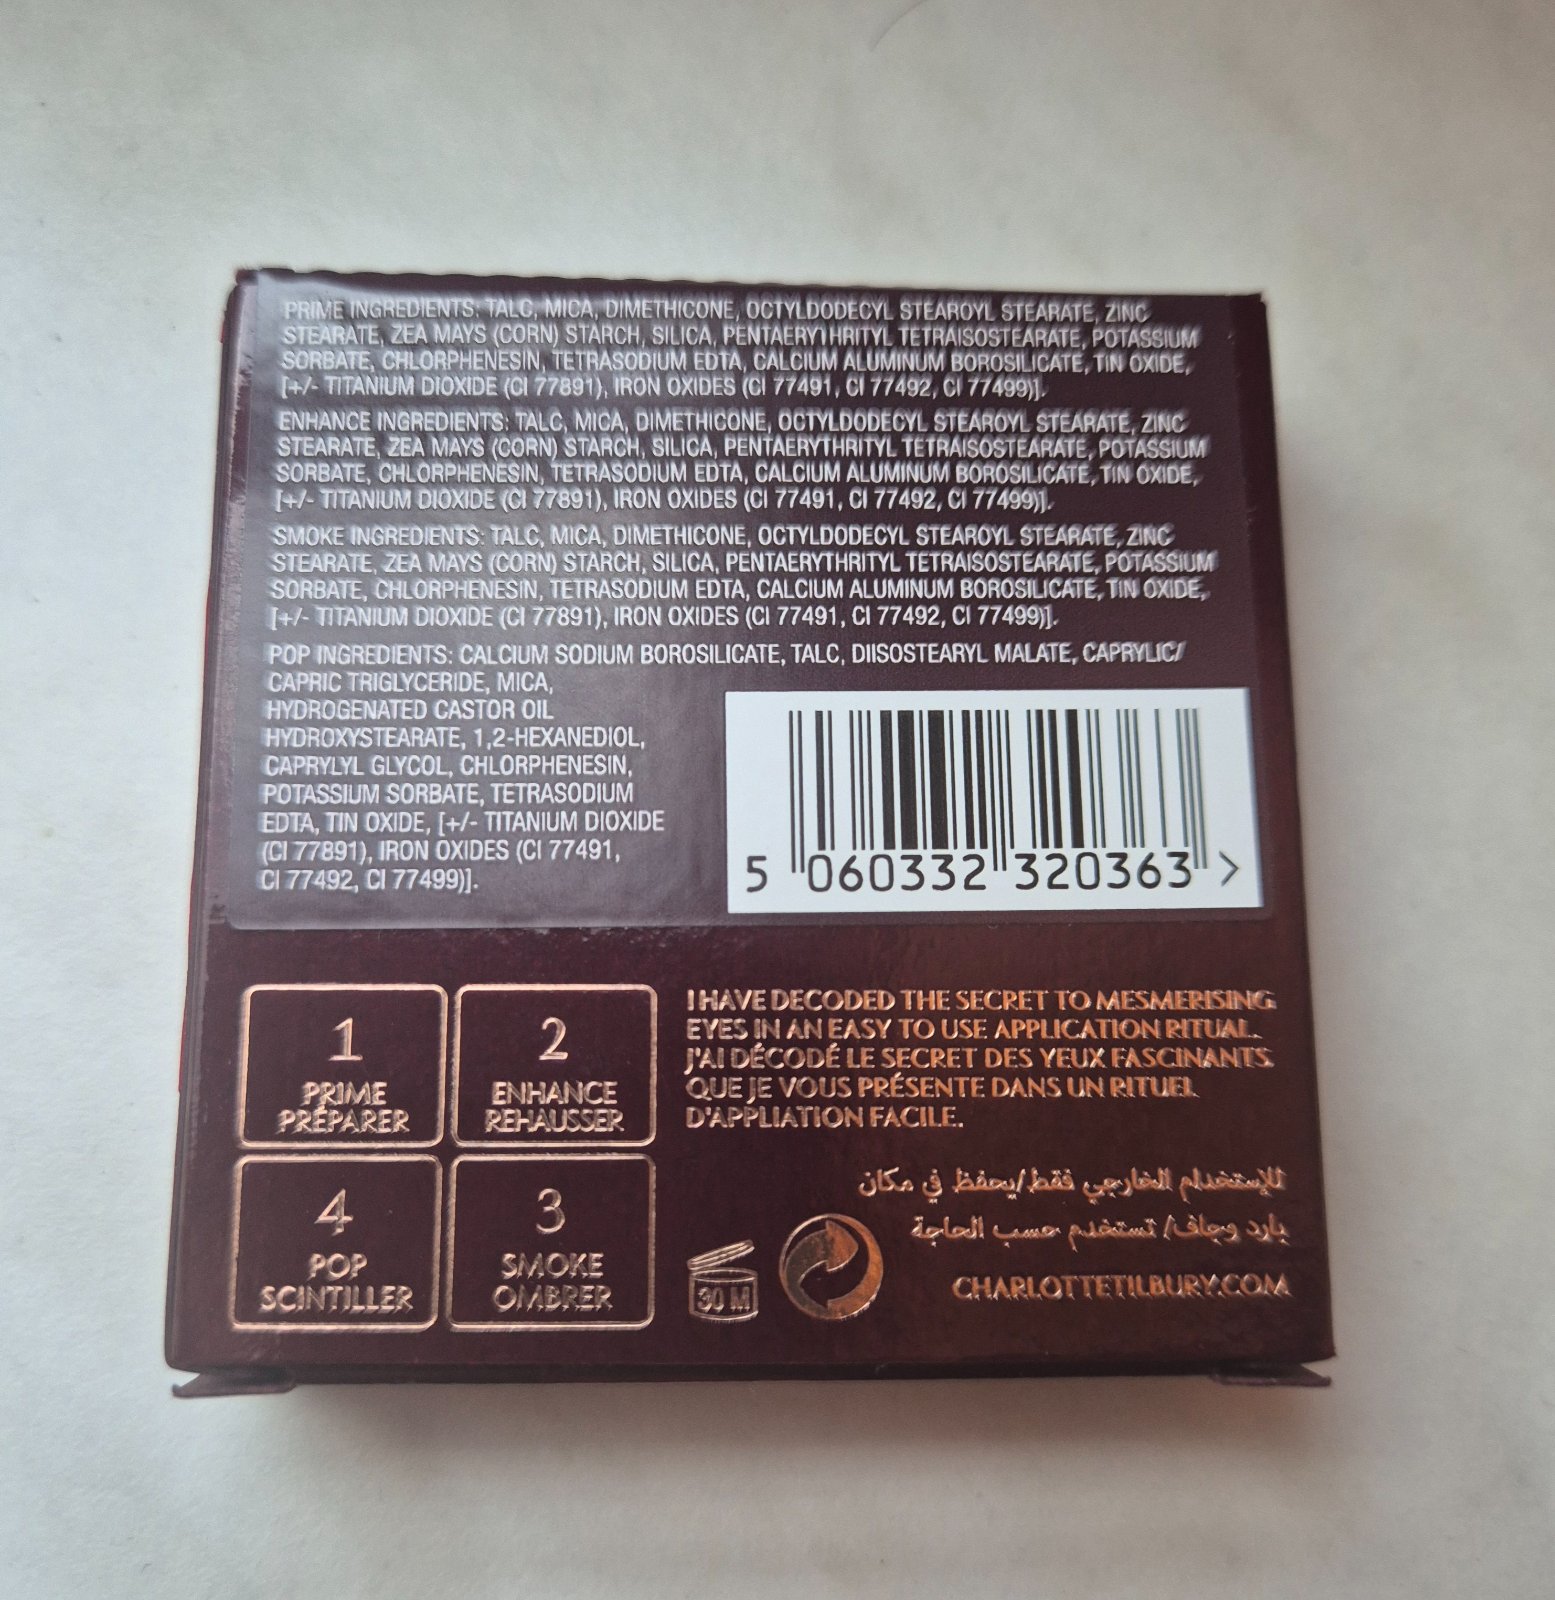 PRIME INGREDIENTS: TALC, MICA, DIMETHICONE, OCTYLDODECYL STEAROYL STEARATE, ZINC
STEARATE, ZEA MAYS (CORN) STARCH, SILICA, PENTAERYTHRITYL TETRAISOSTEARATE, POTASSIUM
SORBATE, CHLORPHENESIN, TETRASODIUM EDTA, CALCIUM ALUMINUM BOROSILICATE, TIN OXIDE,
[+/- TITANIUM DIOXIDE (CI 77891), IRON OXIDES (CI 77491, CI 77492, CI 77499)].
ENHANCE INGREDIENTS: TALC, MICA, DIMETHICONE, OCTYLDODECYL STEAROYL STEARATE, ZINC
STEARATE, ZEA MAYS (CORN) STARCH, SILICA, PENTAERYTHRITYL TETRAISOSTEARATE, POTASSIUM
SORBATE, CHLORPHENESIN, TETRASODIUM EDTA, CALCIUM ALUMINUM BOROSILICATE, TIN OXIDE,
[+/- TITANIUM DIOXIDE (CI 77891), IRON OXIDES (CI 77491, CI 77492, CI 77499)].
SMOKE INGREDIENTS: TALC, MICA, DIMETHICONE, OCTYLDODECYL STEAROYL STEARATE, ZINC
STEARATE, ZEA MAYS (CORN) STARCH, SILICA, PENTAERYTHRITYL TETRAISOSTEARATE, POTASSIUM
SORBATE, CHLORPHENESIN, TETRASODIUM EDTA, CALCIUM ALUMINUM BOROSILICATE, TIN OXIDE,
[+/- TITANIUM DIOXIDE (CI 77891), IRON OXIDES (CI 77491, CI 77492, CI 77499)].
POP INGREDIENTS: CALCIUM SODIUM BOROSILICATE, TALC, DIISOSTEARYL MALATE, CAPRYLIC/
CAPRIC TRIGLYCERIDE, MICA,
HYDROGENATED CASTOR OIL
HYDROXYSTEARATE, 1,2-HEXANEDIOL,
CAPRYLYL GLYCOL, CHLORPHENESIN,
POTASSIUM SORBATE, TETRASODIUM
EDTA, TIN OXIDE, [+/- TITANIUM DIOXIDE
(CI 77891), IRON OXIDES (CI 77491,
CI 77492, CI 77499)].
5 060332 320363 >
1
PRIME
PRÉPARER
2
ENHANCE
REHAUSSER
4
POP
SCINTILLER
3
SMOKE
OMBRER
I HAVE DECODED THE SECRET TO MESMERISING
EYES IN AN EASY TO USE APPLICATION RITUAL.
J'AI DÉCODÉ LE SECRET DES YEUX FASCINANTS
QUE JE VOUS PRÉSENTE DANS UN RITUEL
D'APPLIATION FACILE.
للإستخدام الخارجي فقط/يحفظ في مكان
بارد وجاف/ تستخدم حسب الحاجة
30 M
CHARLOTTETILBURY.COM